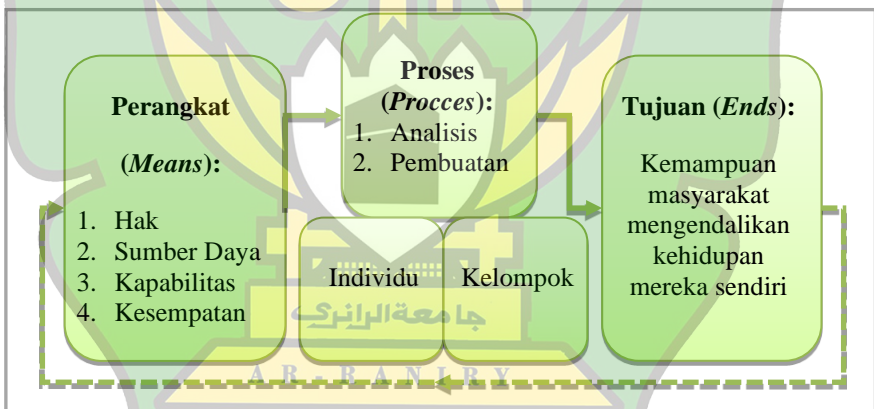 Perangkat
(Means):
1. Hak
2. Sumber Daya
3. Kapabilitas
4. Kesempatan
Proses
(Procces):
1. Analisis
2. Pembuatan
Individu
Kelompok
Tujuan (Ends):
Kemampuan
masyarakat
mengendalikan
kehidupan
mereka sendiri
جامعة الرانري
AR-RANIRY